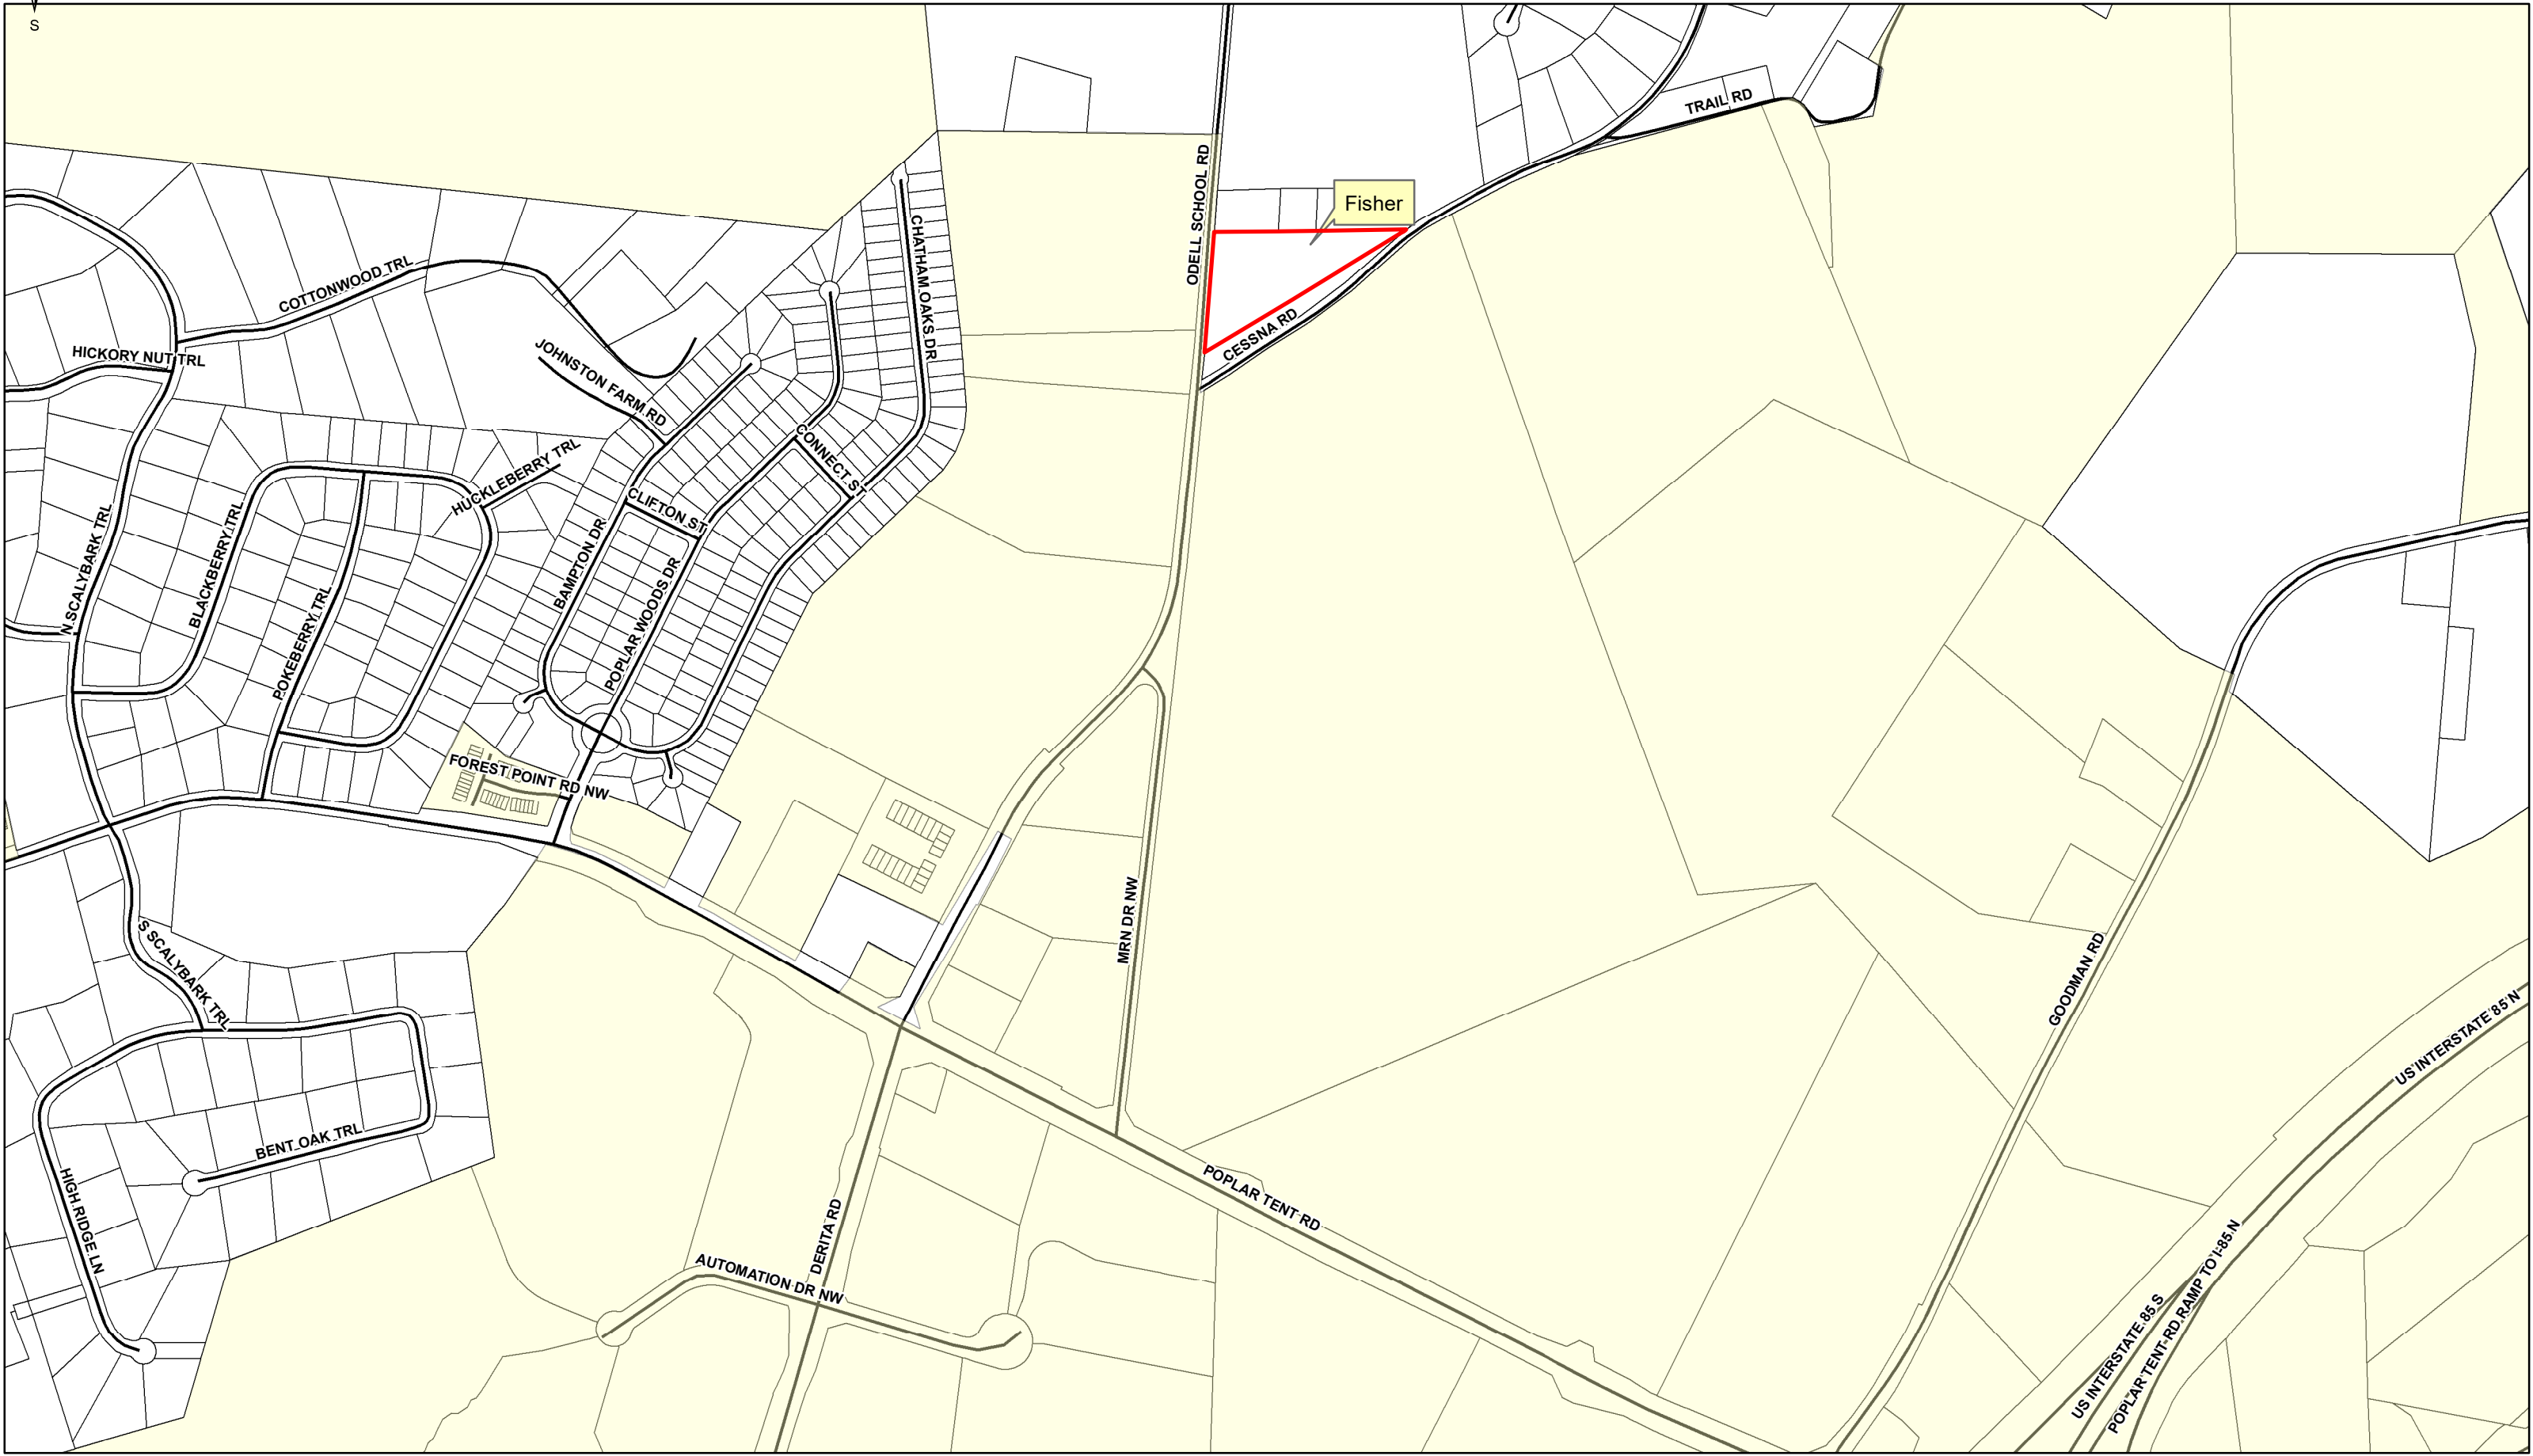 S
TRAIL RD
ODELL SCHOOL RD
Fisher
CHATHAM OAKS DR
COTTONWOOD TRL
CESSNA RD
HICKORY NUT TRL
JOHNSTON FARM RD
CONNECT ST
HUCKLEBERRY TRL
CLIFTON ST
N SCALYBARK TRL
BLACKBERRY TRL
BAMPTON DR
POPLAR WOODS DR
POKEBERRY TRL
FOREST POINT RD NW
MRN DR NW
S SCALYBARK TRL
GOODMAN RD
US INTERSTATE 85 N
BENT OAK TRL
HIGH RIDGE LN
POPLAR TENT RD
DERITA RD
AUTOMATION DR NW
US INTERSTATE 85 S
POPLAR TENT RD RAMP TO I-85 N